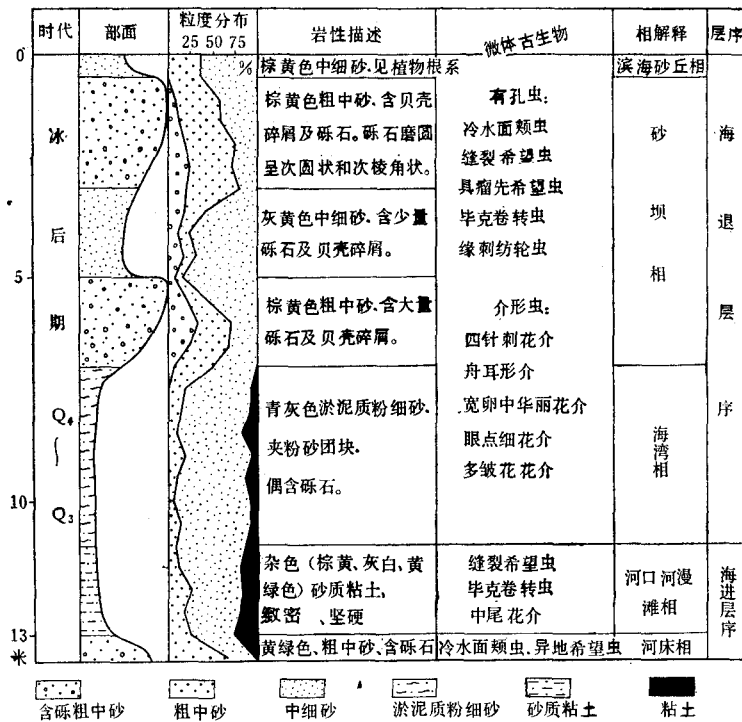 时代 部面 粒度分布 岩性描述 微体古生物 相解释 层序
25 50 75
%
0
5
10
13
米
冰
后
期
Q4
Q3
棕黄色中细砂.见植物根系
棕黄色粗中砂.含贝壳
碎屑及砾石。砾石磨圆
呈次圆状和次棱角状。
灰黄色中细砂.含少量
砾石及贝壳碎屑。
棕黄色粗中砂.含大量
砾石及贝壳碎屑。
青灰色淤泥质粉细砂.
夹粉砂团块.
偶含砾石。
杂色(棕黄、灰白、黄
绿色)砂质粘土,
致密、坚硬
黄绿色、粗中砂、含砾石
有孔虫:
冷水面颊虫
缝裂希望虫
具瘤先希望虫
毕克卷转虫
缘刺纺轮虫
介形虫:
四针刺花介
舟耳形介
宽卵中华丽花介
眼点细花介
多皱花花介
缝裂希望虫
毕克卷转虫
中尾花介
冷水面颊虫、异地希望虫
滨海砂丘相
砂
坝
相
海
湾
相
河口河漫
滩相
河床相
海
退
层
序
海
进
层
序
含砾粗中砂 粗中砂 中细砂 淤泥质粉细砂 砂质粘土 粘土